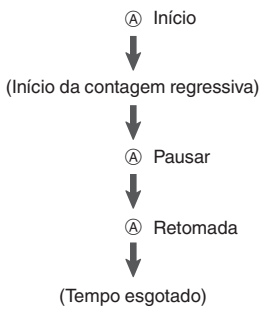 Ⓐ Início
(Início da contagem regressiva)
Ⓐ Pausar
Ⓐ Retomada
(Tempo esgotado)